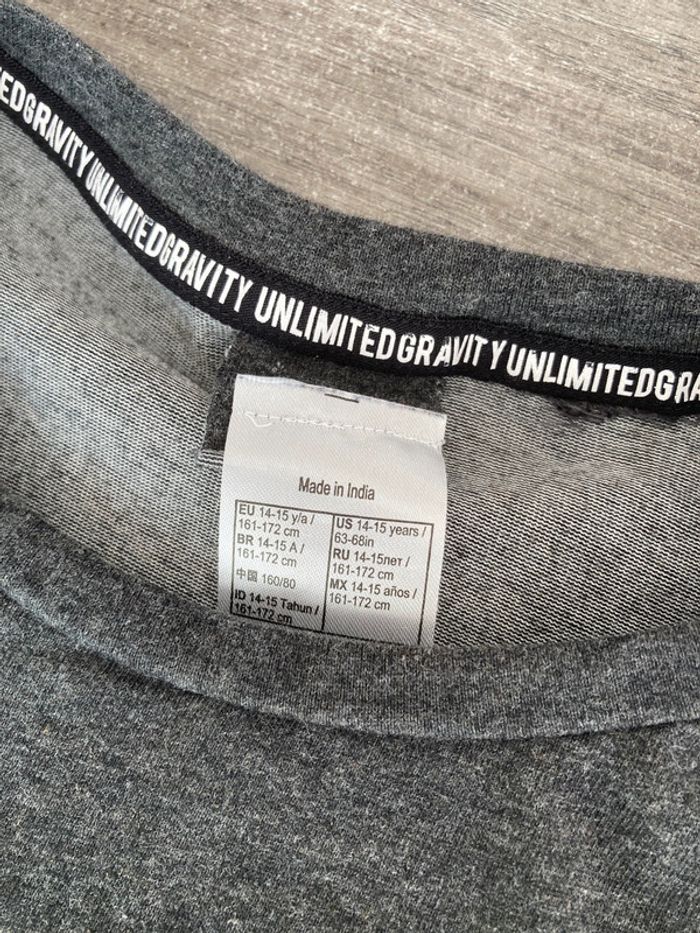 EDGRAVITY UNLIMITEDGRAVITY UNLIMITEDGRAVITY UNLIMITEDGRA
Made in India
EU 14-15 y/a /
161-172 cm
BR 14-15 A /
161-172 cm
中国 160/80
ID 14-15 Tahun /
161-172 cm
US 14-15 years /
63-68in
RU 14-15лет /
161-172 cm
MX 14-15 años /
161-172 cm